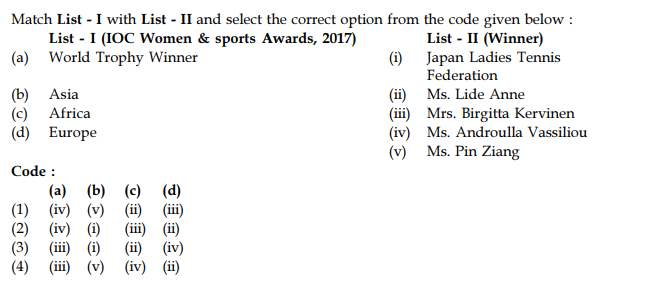 Match List - I with List - II and select the correct option from the code given below :
List - I (IOC Women & sports Awards, 2017) List - II (Winner)
(a) World Trophy Winner (i) Japan Ladies Tennis
Federation
(b) Asia (ii) Ms. Lide Anne
(c) Africa (iii) Mrs. Birgitta Kervinen
(d) Europe (iv) Ms. Androulla Vassiliou
(v) Ms. Pin Ziang
Code :
(a) (b) (c) (d)
(1) (iv) (v) (ii) (iii)
(2) (iv) (i) (iii) (ii)
(3) (iii) (i) (ii) (iv)
(4) (iii) (v) (iv) (ii)